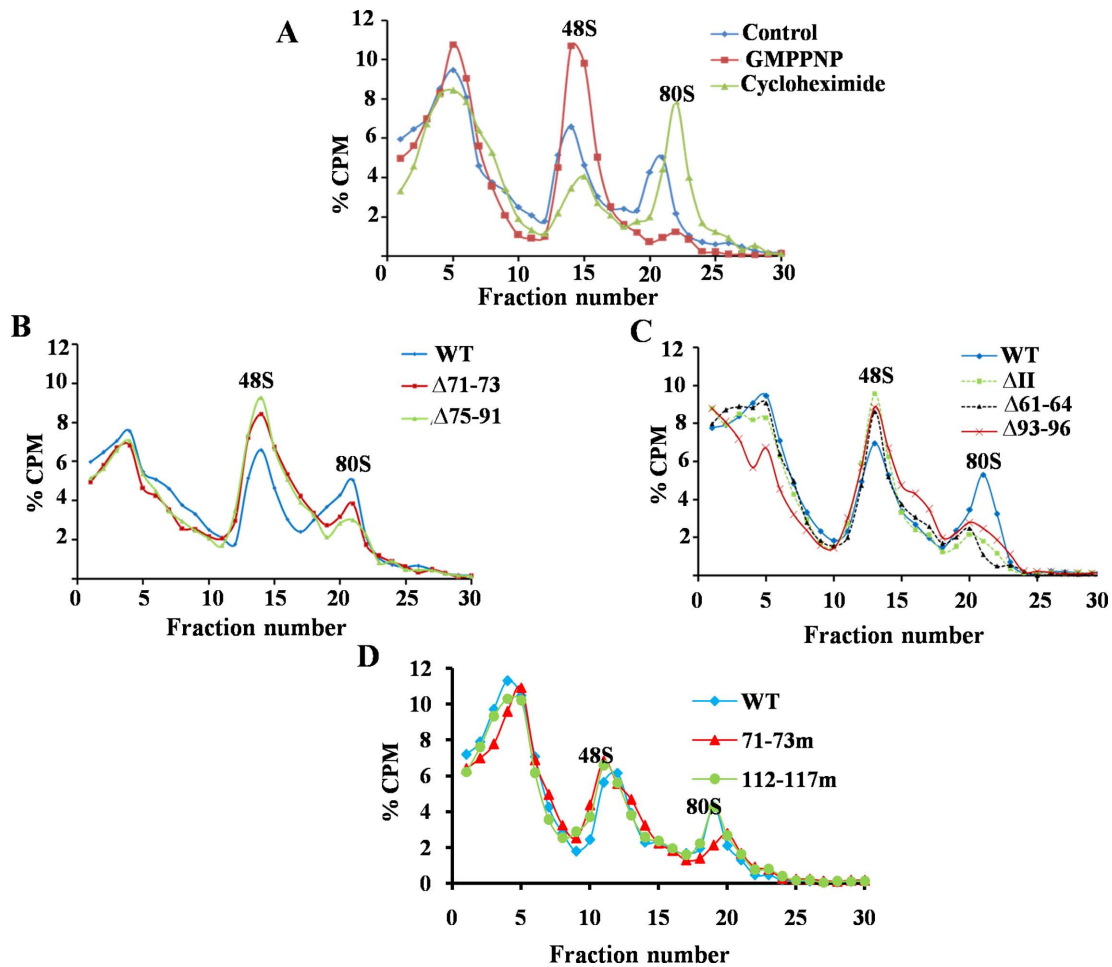 A
12
10
8
6
4
2
% CPM
48S
80S
Control
GMPPNP
Cycloheximide
0 5 10 15 20 25 30
Fraction number
B
12
10
8
6
4
2
% CPM
48S
80S
WT
Δ71-73
Δ75-91
0 5 10 15 20 25 30
Fraction number
C
12
10
8
6
4
2
% CPM
48S
80S
WT
ΔII
Δ61-64
Δ93-96
0 5 10 15 20 25 30
Fraction number
D
12
10
8
6
4
2
0
% CPM
48S
80S
WT
71-73m
112-117m
0 5 10 15 20 25 30
Fraction number